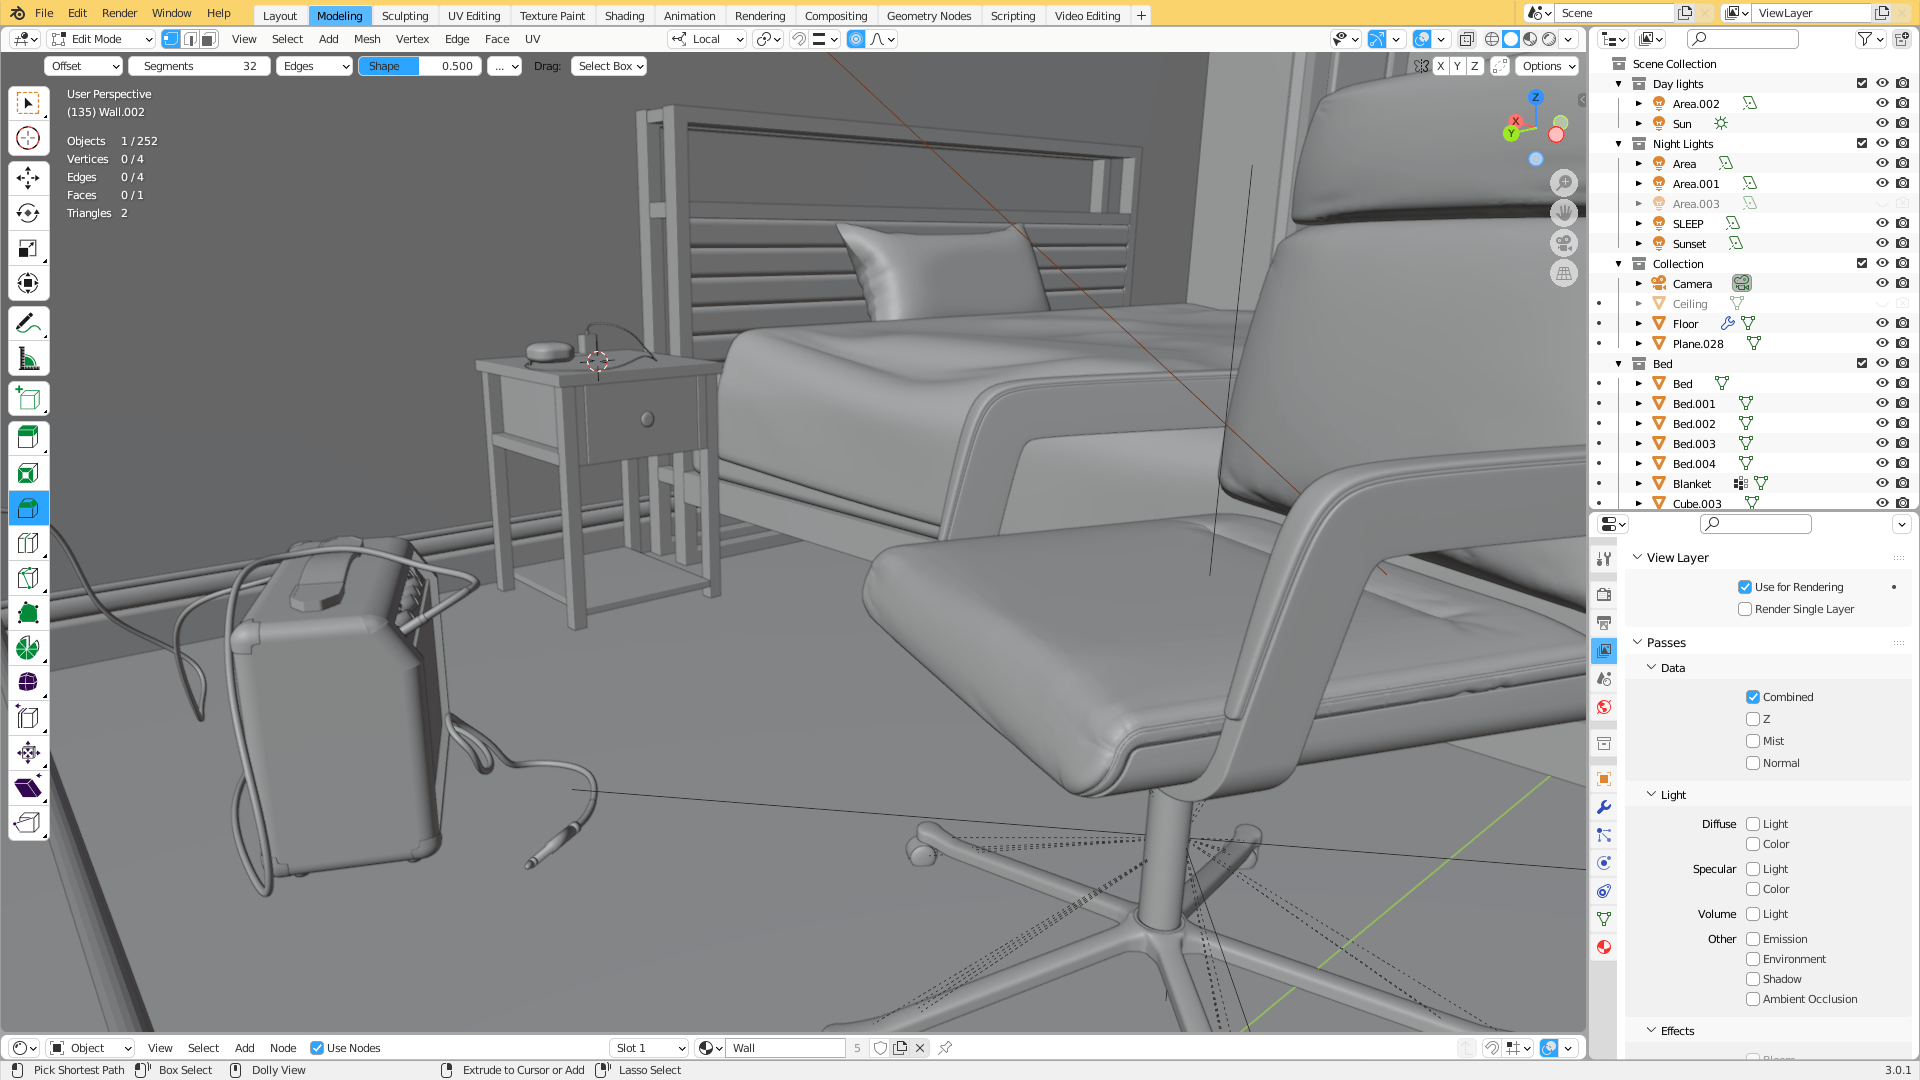 File Edit Render Window Help Layout Modeling Sculpting UV Editing Texture Paint Shading Animation Rendering Compositing Geometry Nodes Scripting Video Editing + Scene ViewLayer
Edit Mode View Select Add Mesh Vertex Edge Face UV Local
Offset Segments 32 Edges Shape 0.500 ... Drag: Select Box X Y Z Options
User Perspective
(135) Wall.002
Objects 1 / 252
Vertices 0 / 4
Edges 0 / 4
Faces 0 / 1
Triangles 2
Z
X
Y
Scene Collection
Day lights
Area.002
Sun
Night Lights
Area
Area.001
Area.003
SLEEP
Sunset
Collection
Camera
Ceiling
Floor
Plane.028
Bed
Bed
Bed.001
Bed.002
Bed.003
Bed.004
Blanket
Cube.003
View Layer
Use for Rendering
Render Single Layer
Passes
Data
Combined
Z
Mist
Normal
Light
Diffuse Light
Color
Specular Light
Color
Volume Light
Other Emission
Environment
Shadow
Ambient Occlusion
Effects
Object View Select Add Node Use Nodes Slot 1 Wall 5
Pick Shortest Path Box Select Dolly View Extrude to Cursor or Add Lasso Select 3.0.1